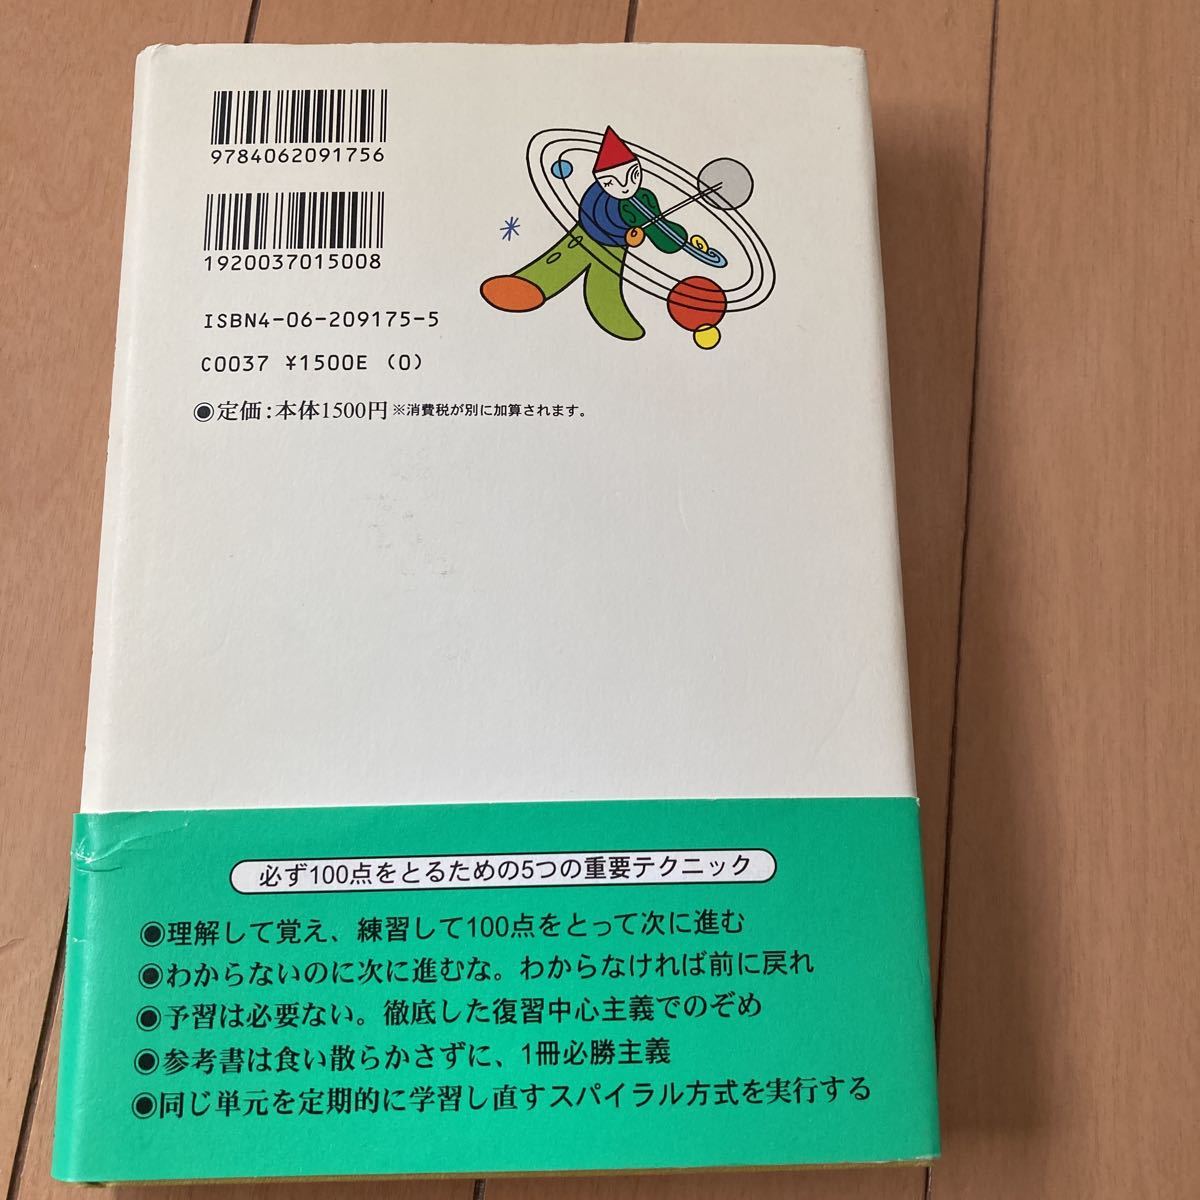 9784062091756
1920037015008
ISBN4-06-209175-5
C0037 ¥1500E (0)
◉定価:本体1500円 ※消費税が別に加算されます。
必ず100点をとるための5つの重要テクニック
◉理解して覚え、練習して100点をとって次に進む
◉わからないのに次に進むな。わからなければ前に戻れ
◉予習は必要ない。徹底した復習中心主義でのぞめ
◉参考書は食い散らかさずに、1冊必勝主義
◉同じ単元を定期的に学習し直すスパイラル方式を実行する